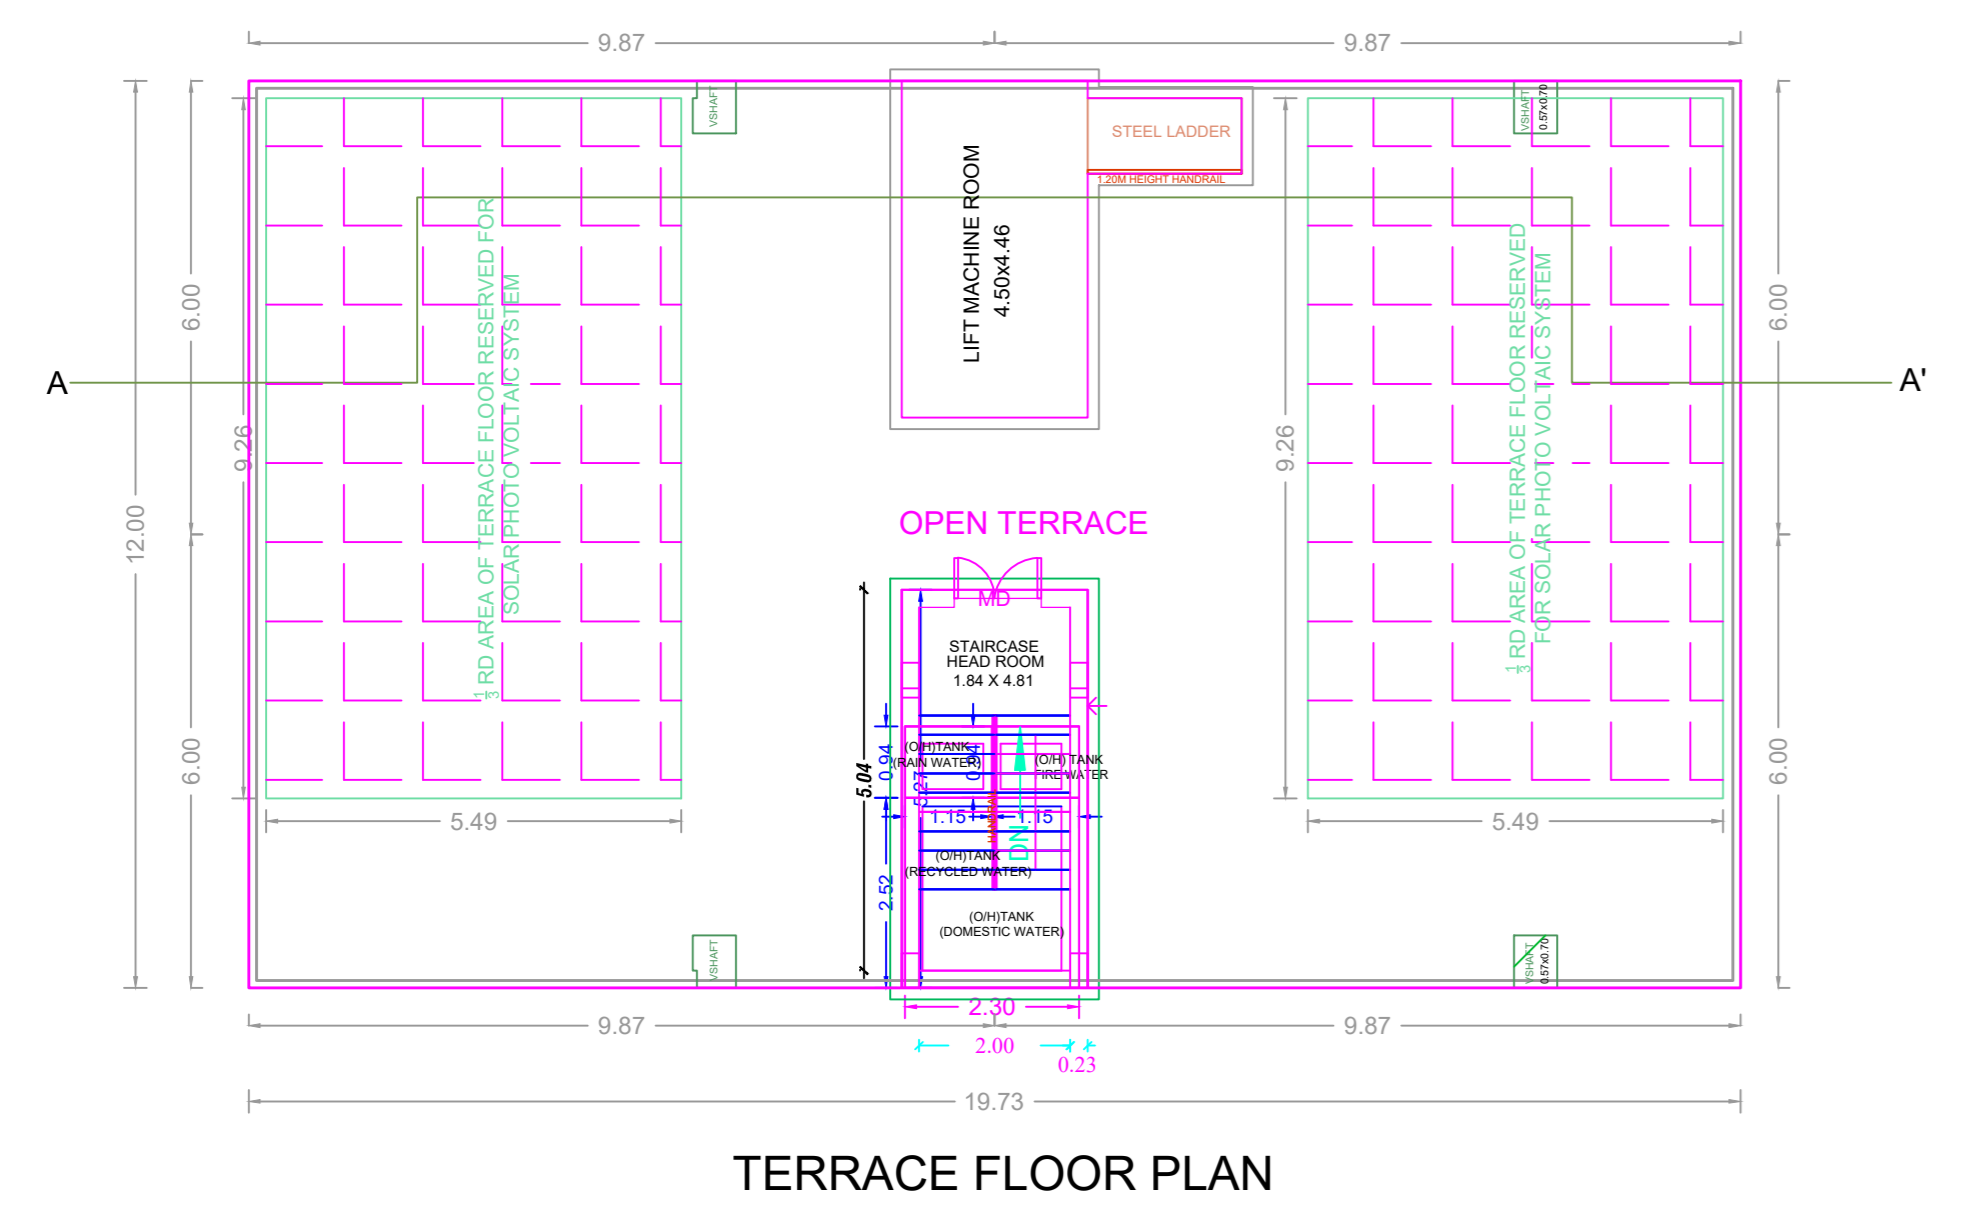 9.87
9.87
VSHAFT
VSHAFT
0.57x0.70
STEEL LADDER
1.20M HEIGHT HANDRAIL
LIFT MACHINE ROOM
4.50x4.46
1/3 RD AREA OF TERRACE FLOOR RESERVED FOR
SOLAR PHOTO VOLTAIC SYSTEM
1/3 RD AREA OF TERRACE FLOOR RESERVED
FOR SOLAR PHOTO VOLTAIC SYSTEM
6.00
6.00
A
A'
9.26
9.26
12.00
OPEN TERRACE
MD
STAIRCASE
HEAD ROOM
1.84 X 4.81
6.00
6.00
5.04
0.94
0.94
5.27
(O/H)TANK
(RAIN WATER)
(O/H) TANK
FIRE WATER
HANDRAIL
1.15
1.15
DN
5.49
5.49
(O/H)TANK
(RECYCLED WATER)
2.52
(O/H)TANK
(DOMESTIC WATER)
VSHAFT
VSHAFT
0.57x0.70
2.30
9.87
9.87
2.00
0.23
19.73
TERRACE FLOOR PLAN